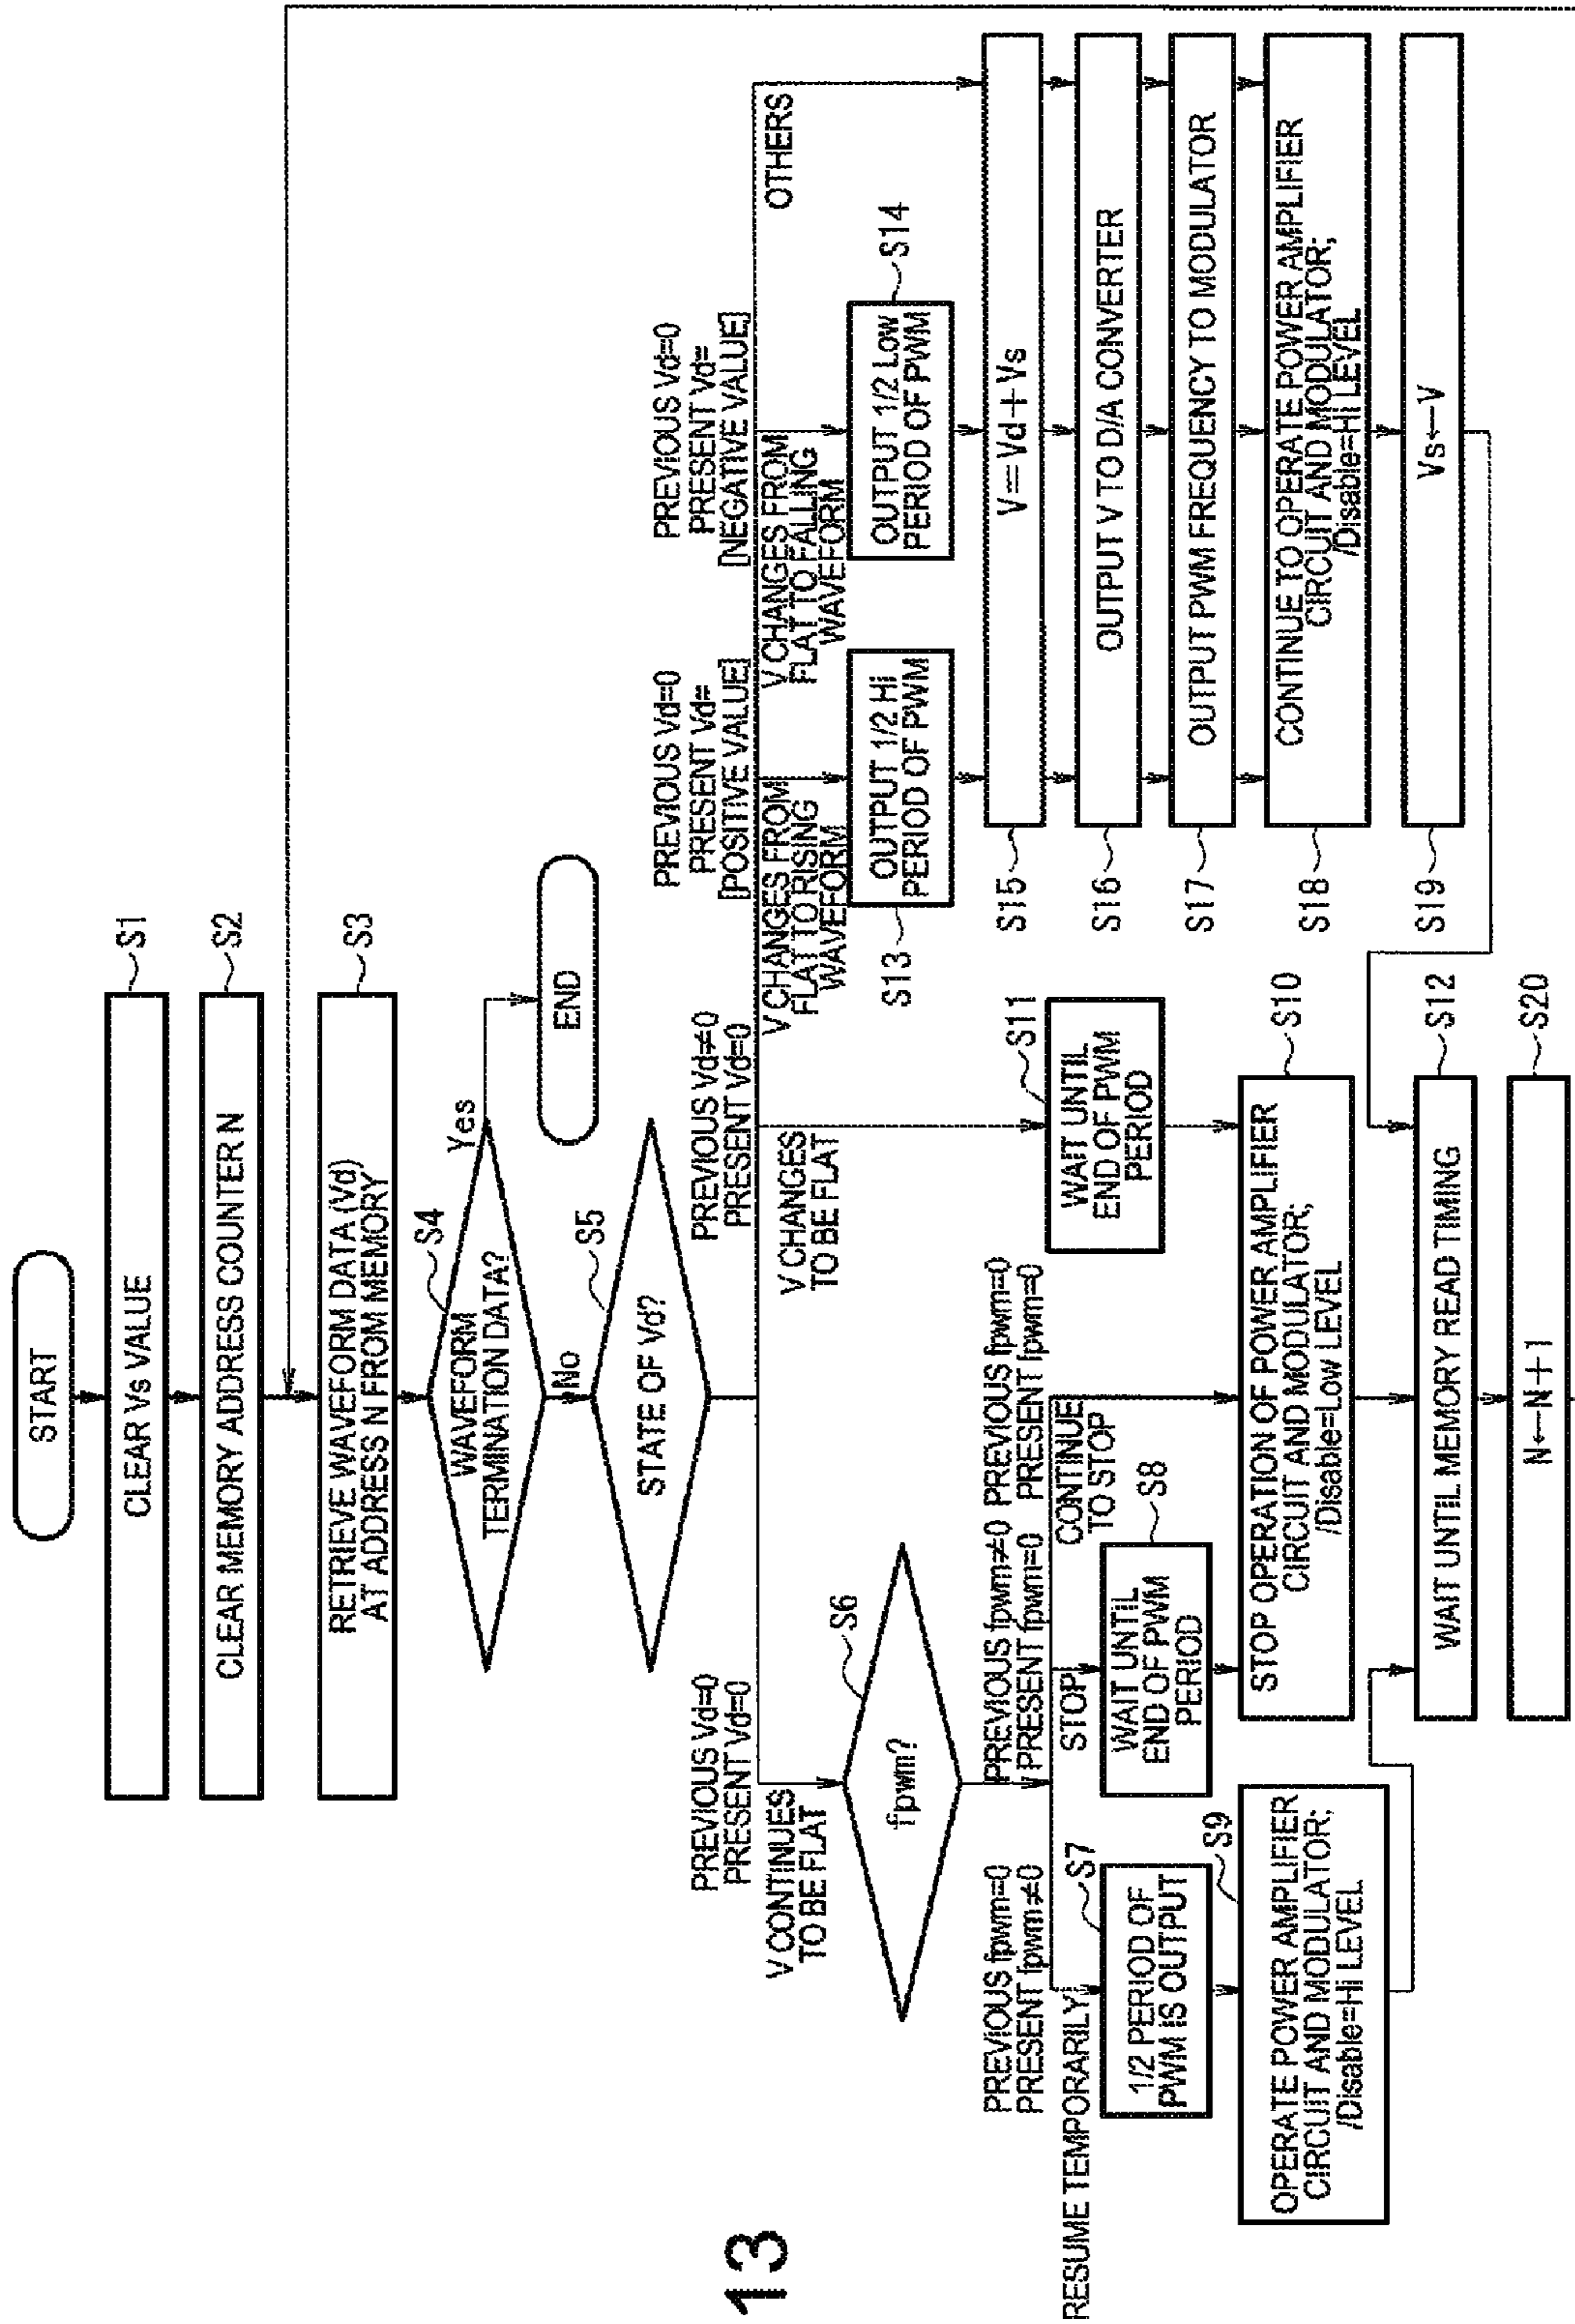 13
START
CLEAR Vs VALUE
S1
CLEAR MEMORY ADDRESS COUNTER N
S2
RETRIEVE WAVEFORM DATA (Vd)
AT ADDRESS N FROM MEMORY
S3
WAVEFORM
TERMINATION DATA?
S4
Yes
No
END
STATE OF Vd?
S5
PREVIOUS Vd=0
PRESENT Vd=0
V CONTINUES
TO BE FLAT
PREVIOUS Vd≠0
PRESENT Vd=0
V CHANGES
TO BE FLAT
PREVIOUS Vd=0
PRESENT Vd=
[POSITIVE VALUE]
V CHANGES FROM
FLAT TO RISING
WAVEFORM
PREVIOUS Vd=0
PRESENT Vd=
[NEGATIVE VALUE]
V CHANGES FROM
FLAT TO FALLING
WAVEFORM
OTHERS
fpwm?
S6
PREVIOUS fpwm=0
PRESENT fpwm≠0
RESUME TEMPORARILY
PREVIOUS fpwm≠0
PRESENT fpwm=0
STOP
PREVIOUS fpwm=0
PRESENT fpwm=0
CONTINUE
TO STOP
S7
1/2 PERIOD OF
PWM IS OUTPUT
S8
WAIT UNTIL
END OF PWM
PERIOD
S9
OPERATE POWER AMPLIFIER
CIRCUIT AND MODULATOR;
/Disable=Hi LEVEL
S11
WAIT UNTIL
END OF PWM
PERIOD
STOP OPERATION OF POWER AMPLIFIER
CIRCUIT AND MODULATOR;
/Disable=Low LEVEL
S10
WAIT UNTIL MEMORY READ TIMING
S12
N←N+1
S20
S13
OUTPUT 1/2 Hi
PERIOD OF PWM
OUTPUT 1/2 Low
PERIOD OF PWM
S14
S15
V=Vd+Vs
S16
OUTPUT V TO D/A CONVERTER
S17
OUTPUT PWM FREQUENCY TO MODULATOR
S18
CONTINUE TO OPERATE POWER AMPLIFIER
CIRCUIT AND MODULATOR;
/Disable=Hi LEVEL
S19
Vs←V